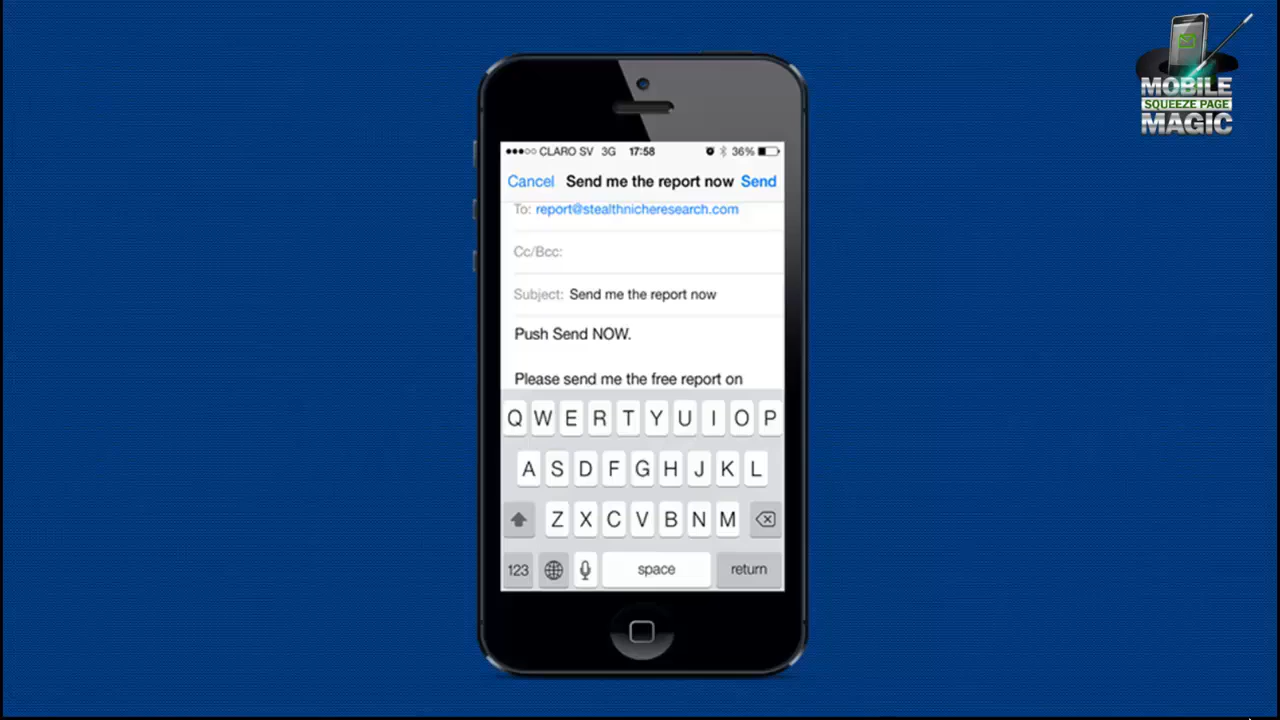 MOBILE
SQUEEZE PAGE
MAGIC
CLARO SV 3G 17:58 36%
Cancel Send me the report now Send
To: report@stealthnicheresearch.com
Cc/Bcc:
Subject: Send me the report now
Push Send NOW.
Please send me the free report on
Q W E R T Y U I O P
A S D F G H J K L
Z X C V B N M
123 space return